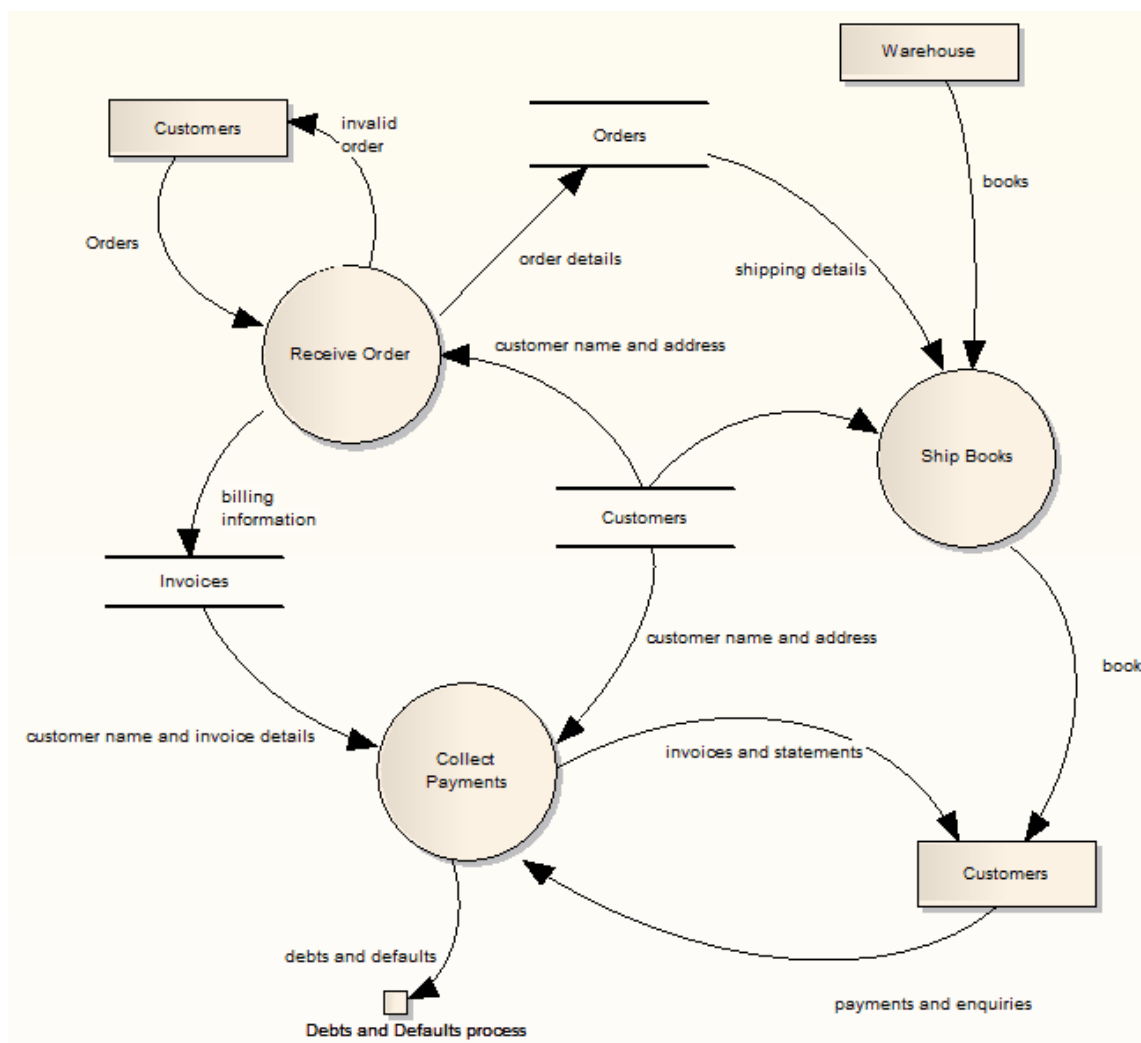 Warehouse
Customers
invalid
order
Orders
books
Orders
order details
shipping details
customer name and address
Receive Order
Ship Books
billing
information
Customers
Invoices
customer name and address
book
customer name and invoice details
invoices and statements
Collect
Payments
Customers
debts and defaults
payments and enquiries
Debts and Defaults process